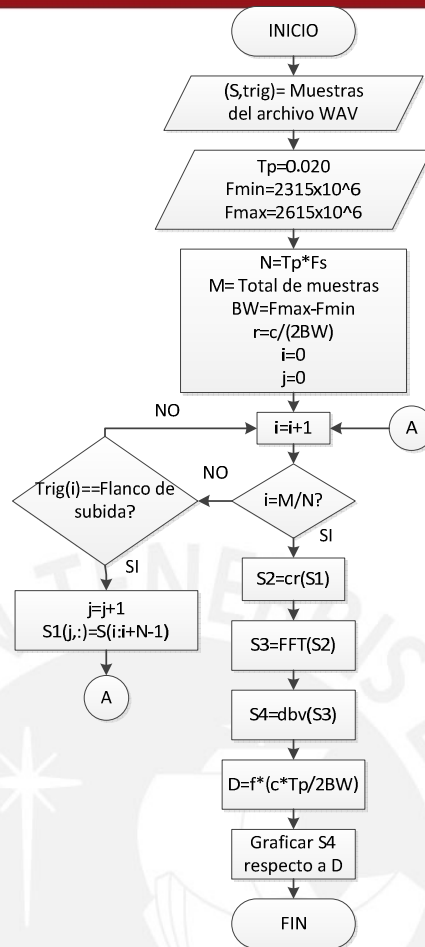 INICIO
(S,trig)= Muestras
del archivo WAV
Tp=0.020
Fmin=2315x10^6
Fmax=2615x10^6
N=Tp*Fs
M= Total de muestras
BW=Fmax-Fmin
r=c/(2BW)
i=0
j=0
NO
i=i+1
A
Trig(i)==Flanco de
subida?
NO
i=M/N?
SI
SI
j=j+1
S1(j,:)=S(i:i+N-1)
A
S2=cr(S1)
S3=FFT(S2)
S4=dbv(S3)
D=f*(c*Tp/2BW)
Graficar S4
respecto a D
FIN